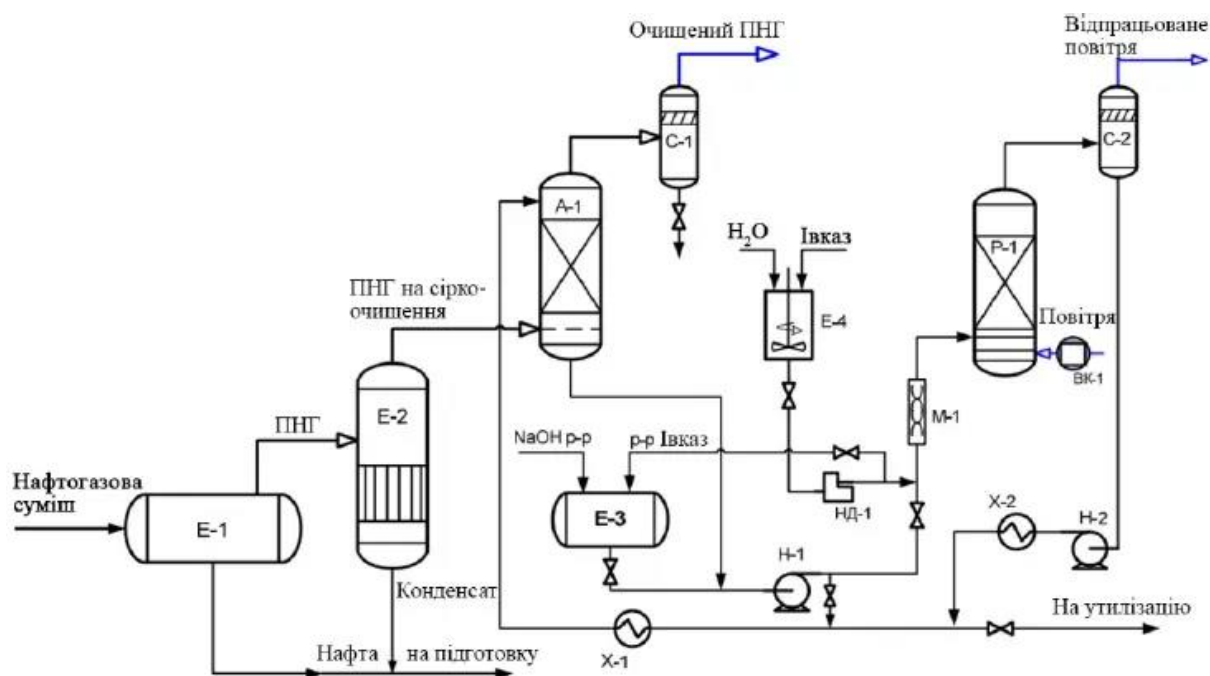 Очищений ПНГ
Відпрацьоване
повітря
С-1
С-2
А-1
H₂O
Івказ
Р-1
ПНГ на сірко-
очищення
Е-4
Повітря
ВК-1
Е-2
М-1
ПНГ
NaOH р-р
р-р Івказ
Нафтогазова
суміш
Е-3
НД-1
Х-2
Н-2
Е-1
Н-1
Конденсат
На утилізацію
Х-1
Нафта на підготовку